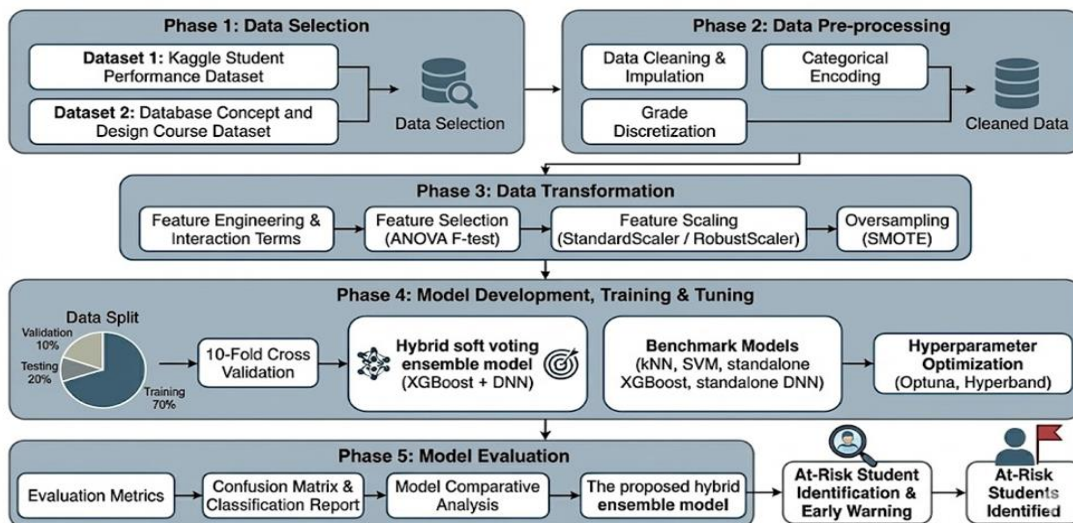 Phase 1: Data Selection
Dataset 1: Kaggle Student
Performance Dataset
Dataset 2: Database Concept and
Design Course Dataset
Data Selection
Phase 2: Data Pre-processing
Data Cleaning &
Impulation
Categorical
Encoding
Grade
Discretization
Cleaned Data
Phase 3: Data Transformation
Feature Engineering &
Interaction Terms
Feature Selection
(ANOVA F-test)
Feature Scaling
(StandardScaler / RobustScaler)
Oversampling
(SMOTE)
Phase 4: Model Development, Training & Tuning
Data Split
Validation
10%
Testing
20%
Training
70%
10-Fold Cross
Validation
Hybrid soft voting
ensemble model
(XGBoost + DNN)
Benchmark Models
(kNN, SVM, standalone
XGBoost, standalone DNN)
Hyperparameter
Optimization
(Optuna, Hyperband)
Phase 5: Model Evaluation
Evaluation Metrics
Confusion Matrix &
Classification Report
Model Comparative
Analysis
The proposed hybrid
ensemble model
At-Risk Student
Identification &
Early Warning
At-Risk
Students
Identified